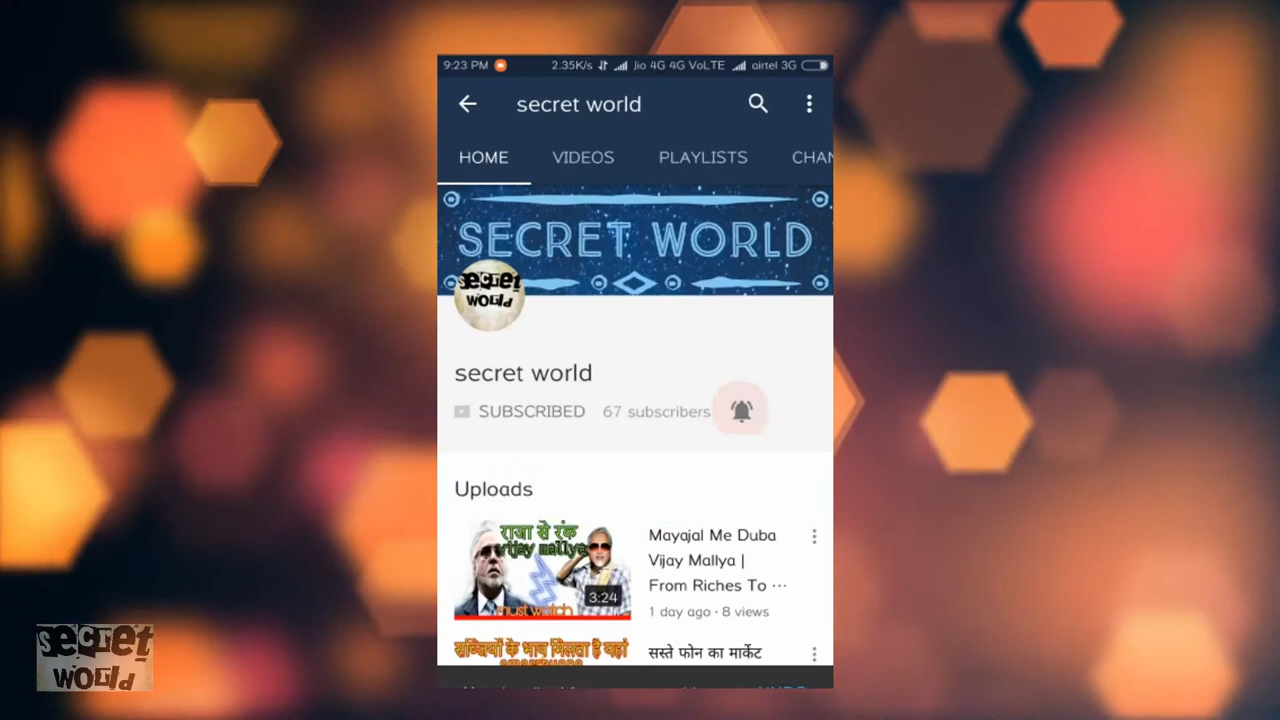 9:23 PM 2.35K/s Jio 4G 4G VoLTE airtel 3G
secret world
HOME VIDEOS PLAYLISTS CHAN
SECRET WORLD
secret
world
secret world
SUBSCRIBED 67 subscribers
Uploads
राजा से रंक
vijay mallya
3:24
must watch
Mayajal Me Duba
Vijay Mallya |
From Riches To ...
1 day ago · 8 views
सब्जियों के भाव मिलता है यहां
सस्ते फोन का मार्केट
secret
world